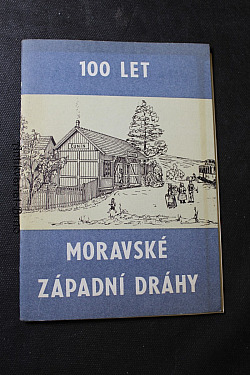 100 LET
MORAVSKÉ
ZÁPADNÍ DRÁHY